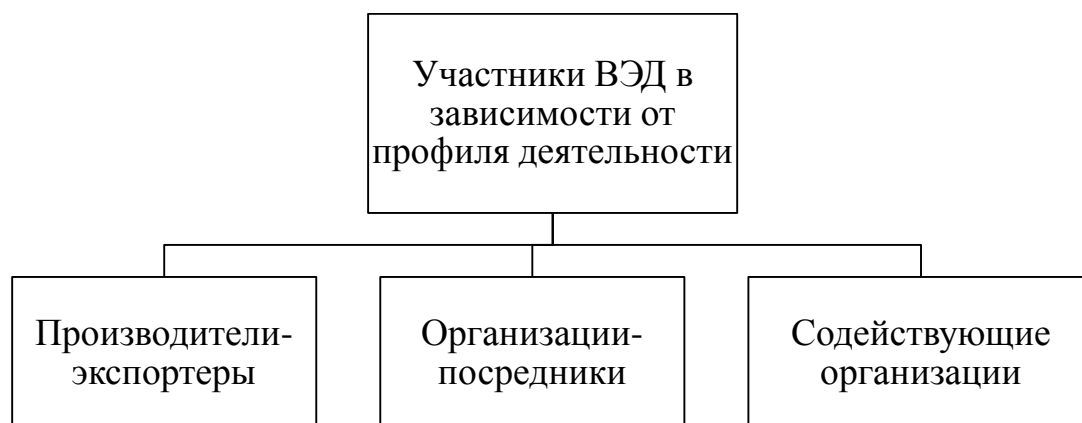 Участники ВЭД в
зависимости от
профиля деятельности
Производители-
экспортеры
Организации-
посредники
Содействующие
организации